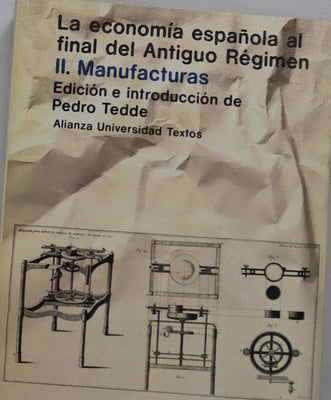 La economía española al
final del Antiguo Régimen
II. Manufacturas
Edición e introducción de
Pedro Tedde
Alianza Universidad Textos